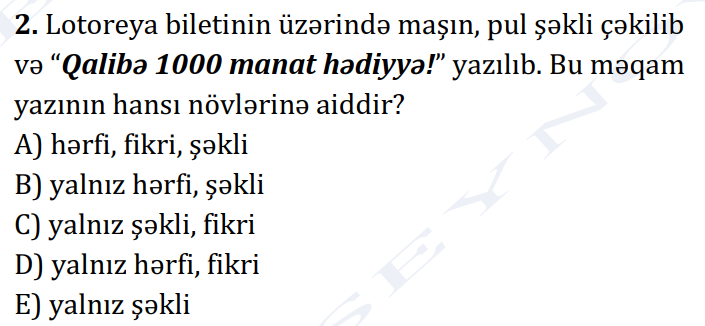 2. Lotoreya biletinin üzərində maşın, pul şəkli çəkilib
və “Qalibə 1000 manat hədiyyə!” yazılıb. Bu məqam
yazının hansı növlərinə aiddir?
A) hərfi, fikri, şəkli
B) yalnız hərfi, şəkli
C) yalnız şəkli, fikri
D) yalnız hərfi, fikri
E) yalnız şəkli